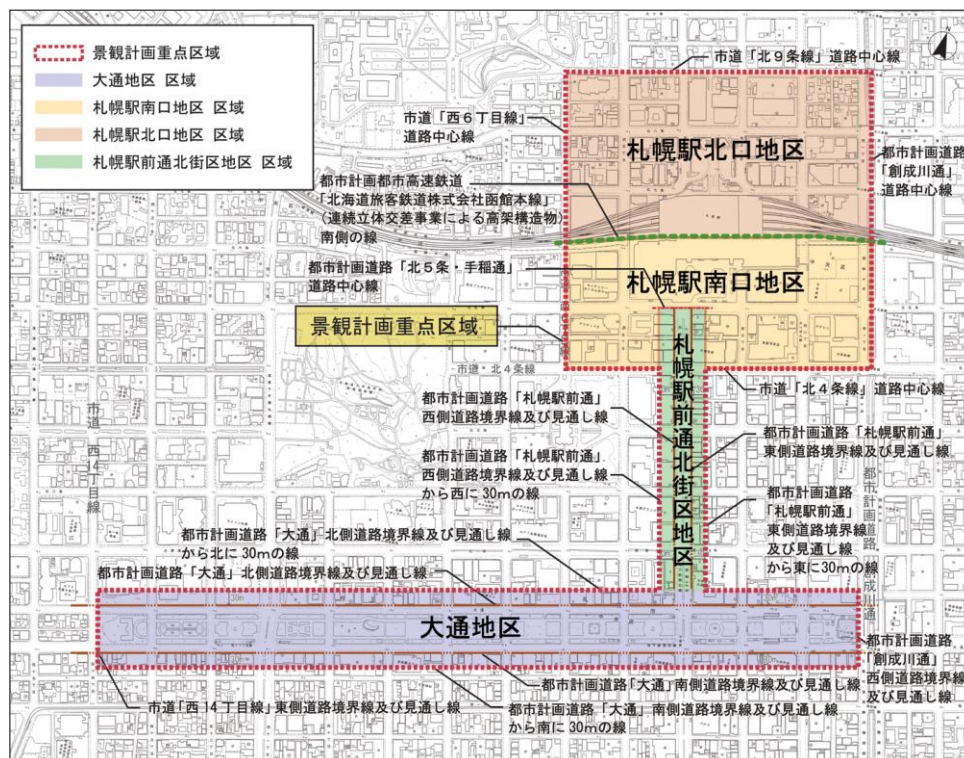 景観計画重点区域
大通地区 区域
札幌駅南口地区 区域
札幌駅北口地区 区域
札幌駅前通北街区地区 区域
市道「北9条線」道路中心線
市道「西6丁目線」
道路中心線
札幌駅北口地区
都市計画道路
「創成川通」
道路中心線
都市計画都市高速鉄道
「北海道旅客鉄道株式会社函館本線」
(連続立体交差事業による高架構造物)
南側の線
都市計画道路「北5条・手稲通」
道路中心線
札幌駅南口地区
景観計画重点区域
市道・北4条線
市道「北4条線」道路中心線
札幌駅前通北街区地区
都市計画道路「札幌駅前通」
西側道路境界線及び見通し線
都市計画道路「札幌駅前通」
東側道路境界線及び見通し線
都市計画道路「札幌駅前通」
西側道路境界線及び見通し線
から西に30mの線
都市計画道路
「札幌駅前通」
東側道路境界線
及び見通し線
から東に30mの線
市道 西14丁目線
都市計画道路 創成川通
都市計画道路「大通」北側道路境界線及び見通し線
から北に30mの線
都市計画道路「大通」北側道路境界線及び見通し線
大通地区
都市計画道路
「創成川通」
西側道路境界線
及び見通し線
都市計画道路「大通」南側道路境界線及び見通し線
市道「西14丁目線」東側道路境界線及び見通し線
都市計画道路「大通」南側道路境界線及び見通し線
から南に30mの線